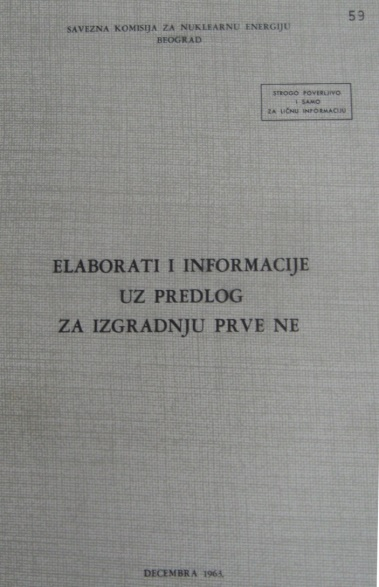 59
SAVEZNA KOMISIJA ZA NUKLEARNU ENERGIJU
BEOGRAD
STROGO POVERLJIVO
I SAMO
ZA LIČNU INFORMACIJU
ELABORATI I INFORMACIJE
UZ PREDLOG
ZA IZGRADNJU PRVE NE
DECEMBRA 1963.